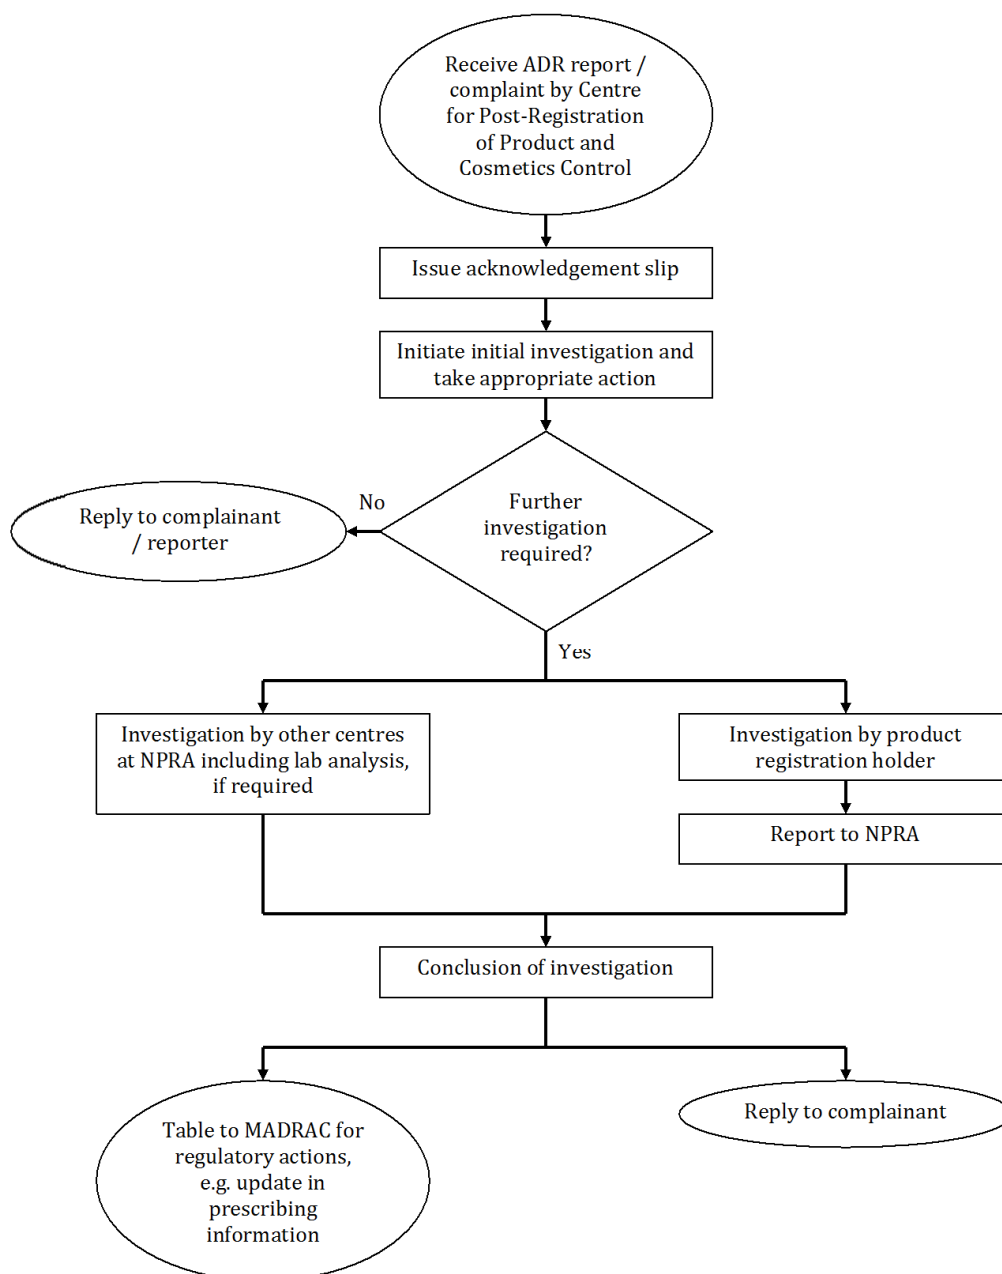 Receive ADR report /
complaint by Centre
for Post-Registration
of Product and
Cosmetics Control
Issue acknowledgement slip
Initiate initial investigation and
take appropriate action
Further
investigation
required?
No
Reply to complainant
/ reporter
Yes
Investigation by other centres
at NPRA including lab analysis,
if required
Investigation by product
registration holder
Report to NPRA
Conclusion of investigation
Table to MADRAC for
regulatory actions,
e.g. update in
prescribing
information
Reply to complainant